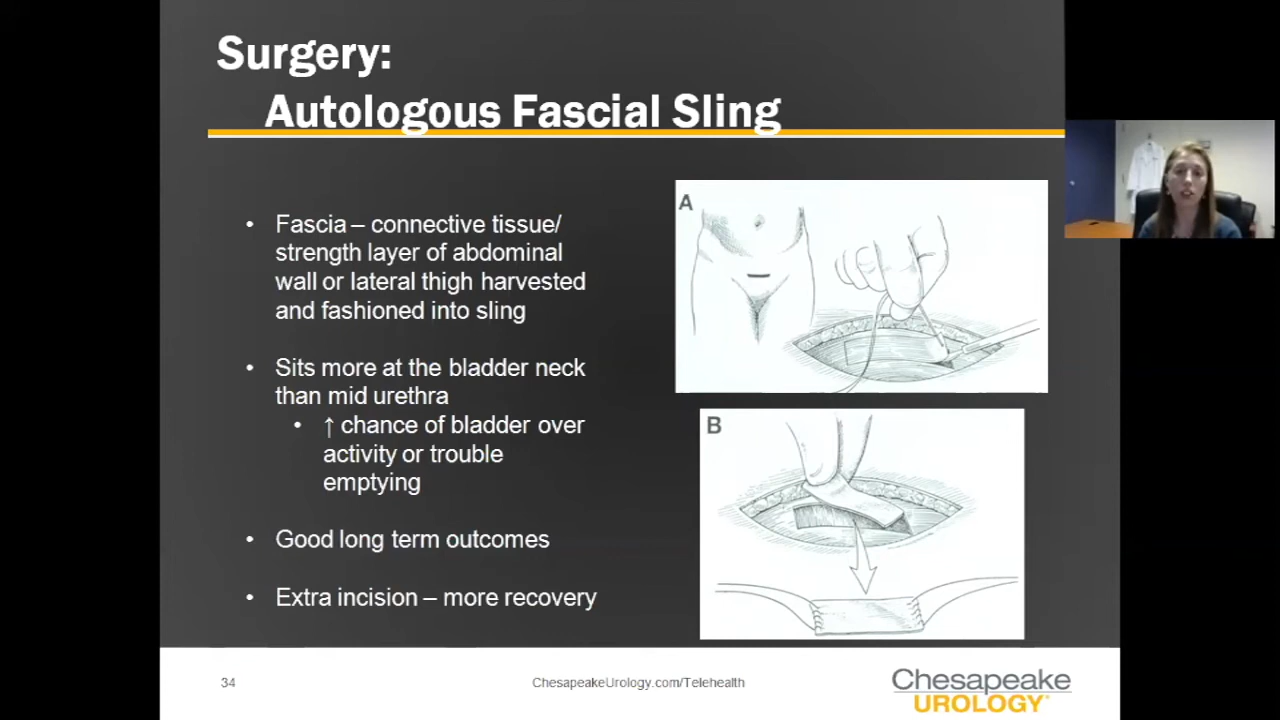 Surgery:
Autologous Fascial Sling
• Fascia – connective tissue/
strength layer of abdominal
wall or lateral thigh harvested
and fashioned into sling
• Sits more at the bladder neck
than mid urethra
• ↑ chance of bladder over
activity or trouble
emptying
• Good long term outcomes
• Extra incision – more recovery
A
B
34
ChesapeakeUrology.com/Telehealth
Chesapeake
UROLOGY